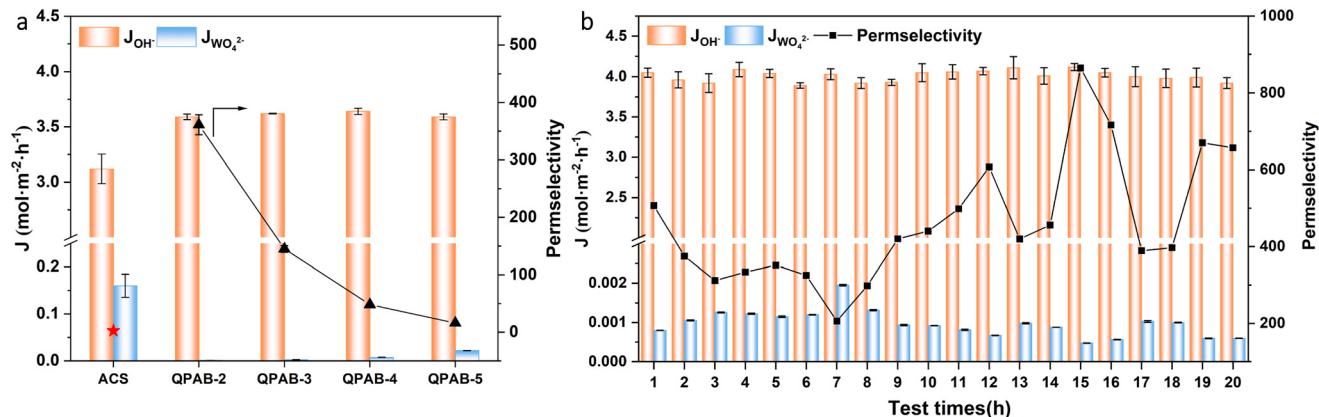 a
J_OH- J_WO₄²⁻
J (mol·m⁻²·h⁻¹)
4.5
4.0
3.5
3.0
0.2
0.1
0.0
ACS QPAB-2 QPAB-3 QPAB-4 QPAB-5
500
400
300
200
100
0
Permselectivity
b
J_OH- J_WO₄²⁻ Permselectivity
J (mol·m⁻²·h⁻¹)
4.75
4.5
4.0
3.5
3.0
2.5
0.002
0.001
0.000
1 2 3 4 5 6 7 8 9 10 11 12 13 14 15 16 17 18 19 20
Test times(h)
1000
800
600
400
200
Permselectivity